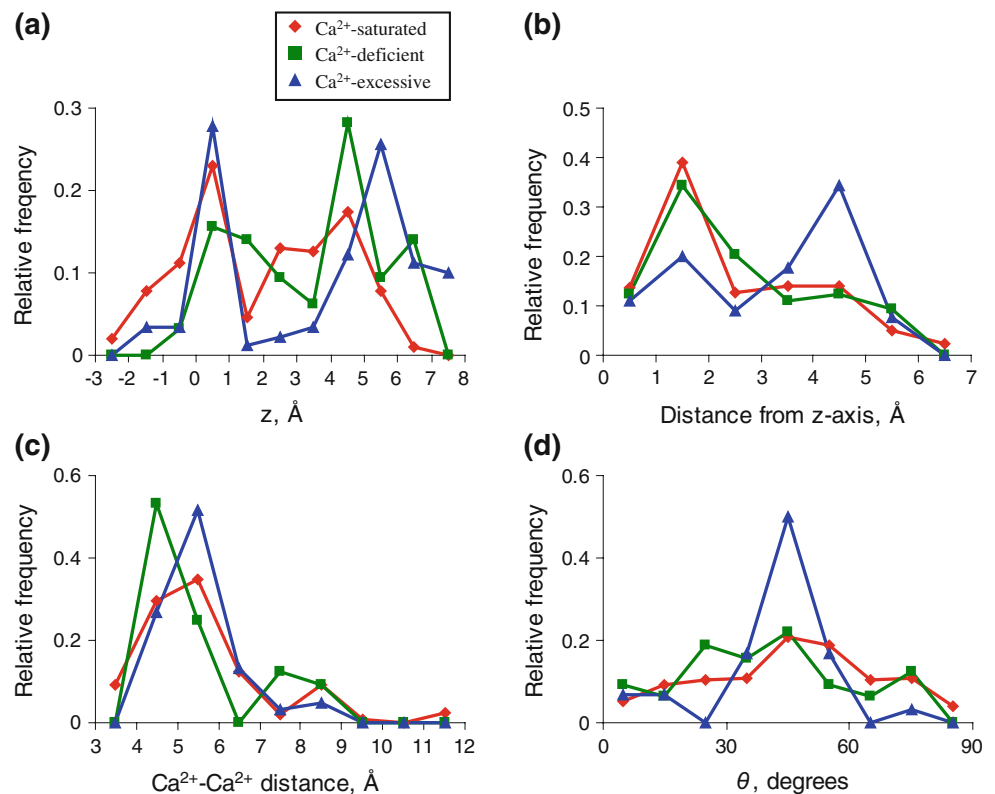 (a)
Ca²⁺-saturated
Ca²⁺-deficient
Ca²⁺-excessive
Relative freqency
0.3
0.2
0.1
0
-3 -2 -1 0 1 2 3 4 5 6 7 8
z, Å
(b)
Relative frequency
0.5
0.4
0.3
0.2
0.1
0
0 1 2 3 4 5 6 7
Distance from z-axis, Å
(c)
Relative frequency
0.6
0.4
0.2
0
3 4 5 6 7 8 9 10 11 12
Ca²⁺-Ca²⁺ distance, Å
(d)
Relative frequency
0.6
0.4
0.2
0
0 30 60 90
θ, degrees